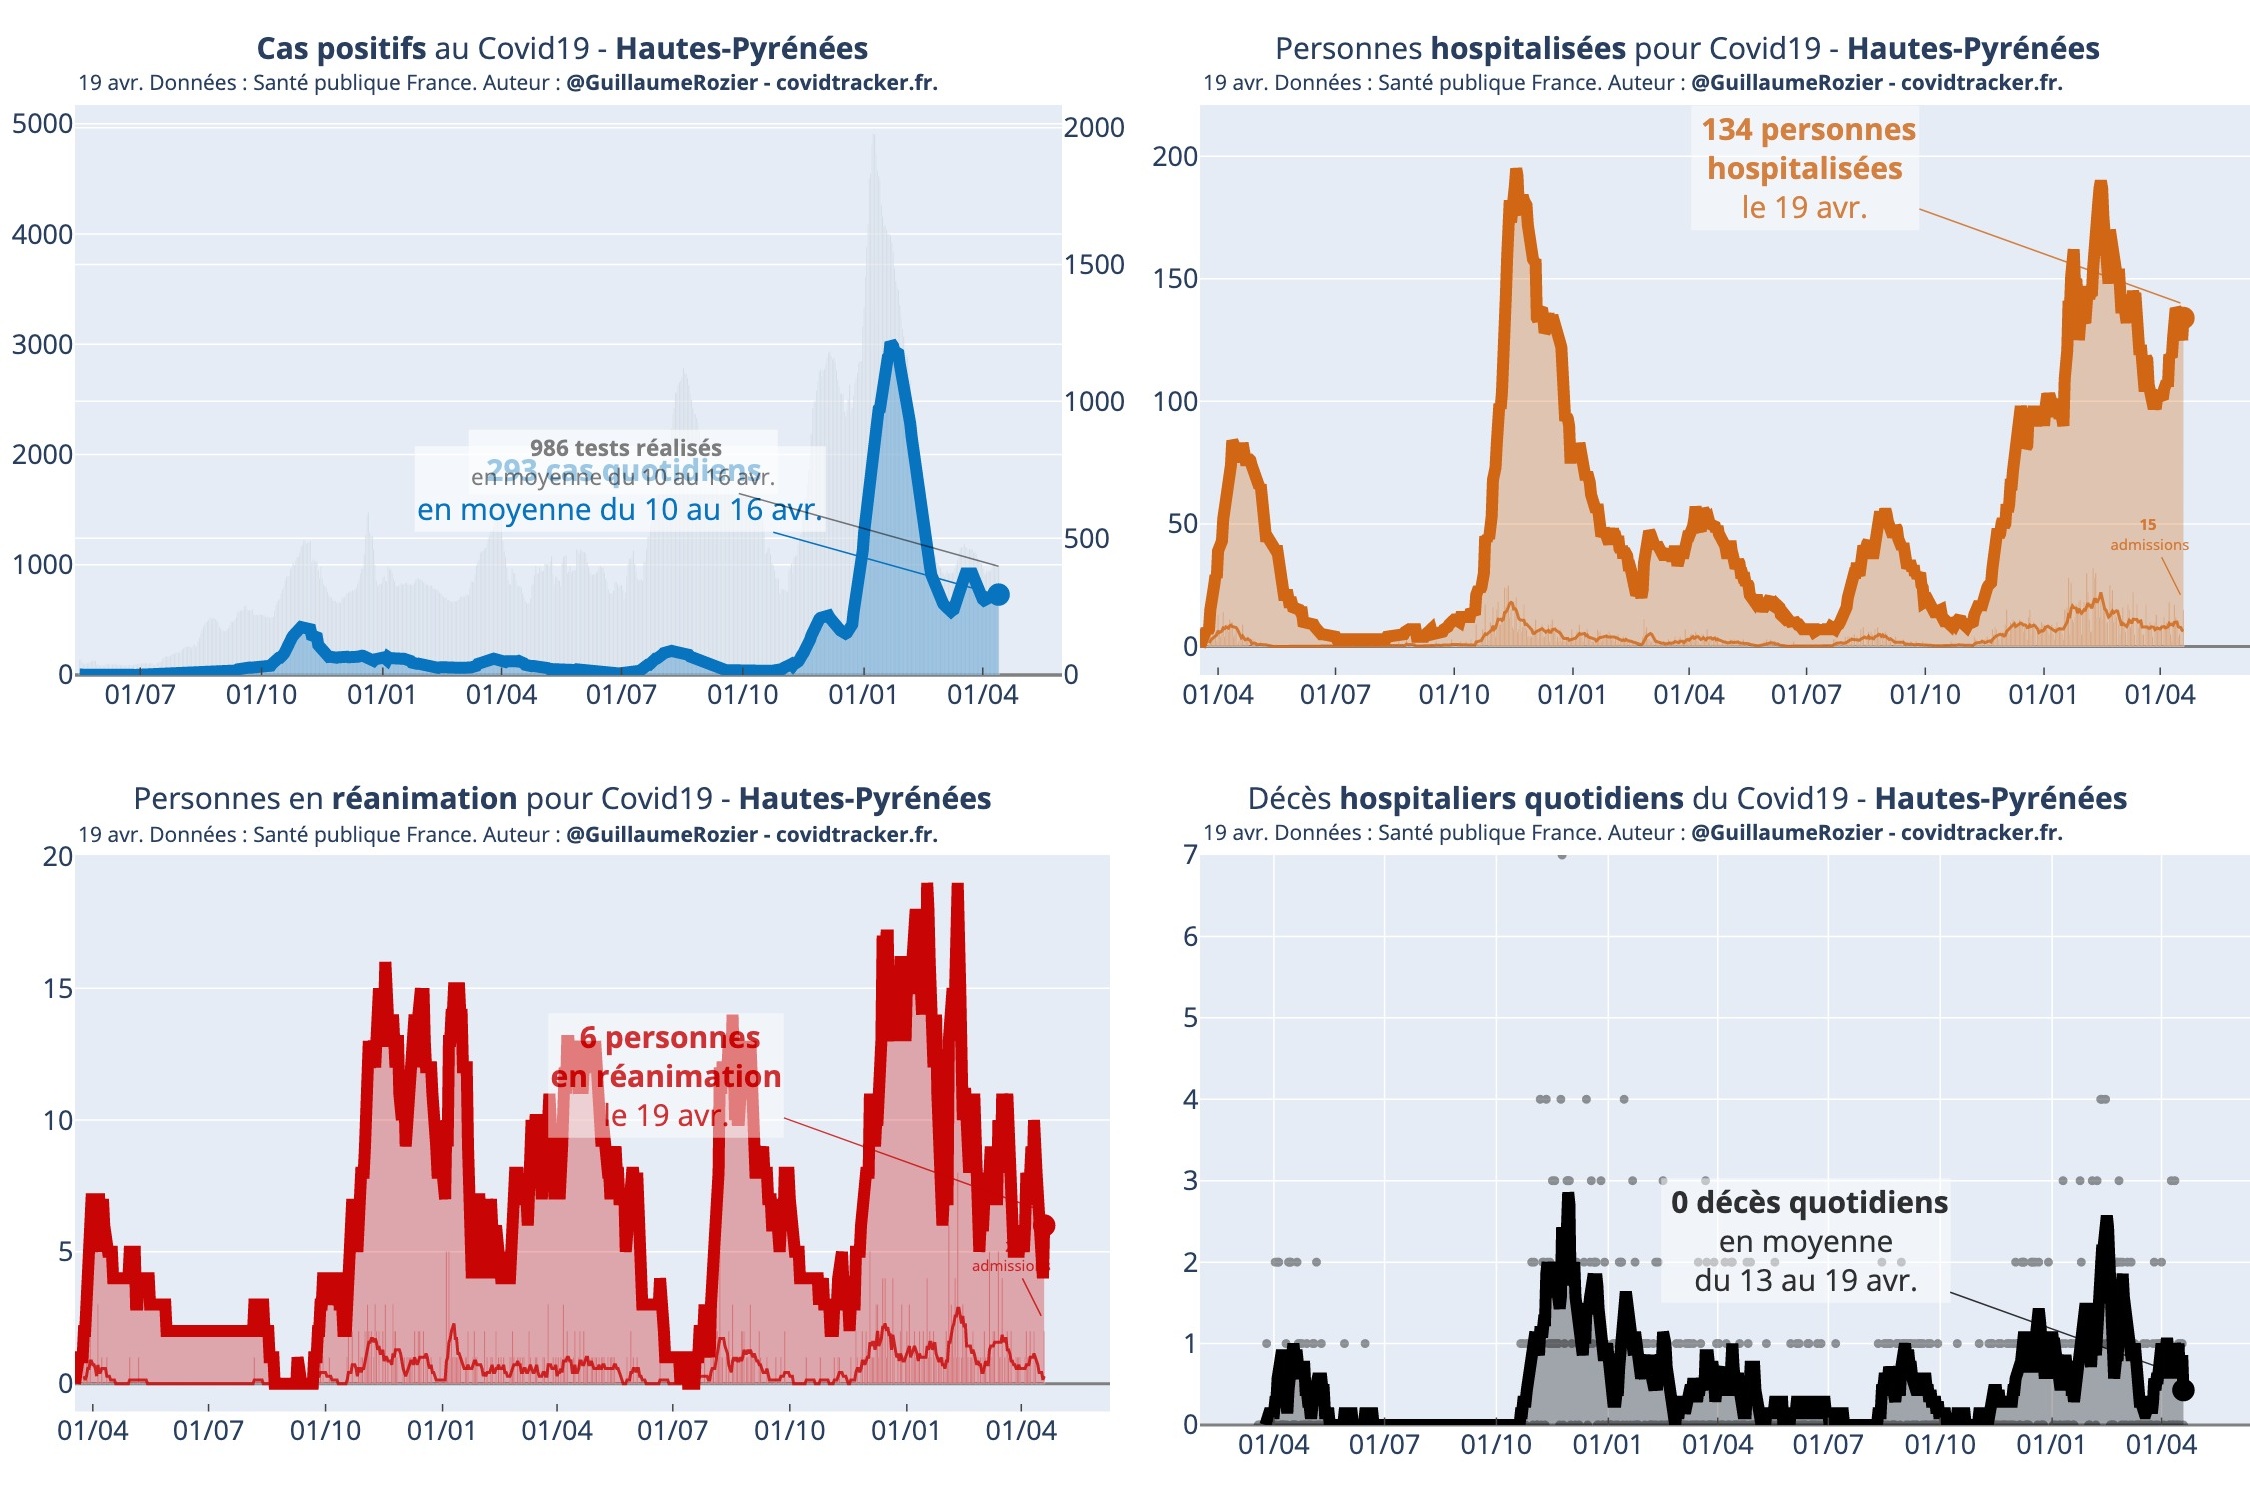 Cas positifs au Covid19 - Hautes-Pyrénées
19 avr. Données : Santé publique France. Auteur : @GuillaumeRozier - covidtracker.fr.
5000
4000
3000
2000
1000
0
2000
1500
1000
500
0
986 tests réalisés
en moyenne du 10 au 16 avr.
293 cas quotidiens
en moyenne du 10 au 16 avr.
01/07 01/10 01/01 01/04 01/07 01/10 01/01 01/04
Personnes hospitalisées pour Covid19 - Hautes-Pyrénées
19 avr. Données : Santé publique France. Auteur : @GuillaumeRozier - covidtracker.fr.
200
150
100
50
0
134 personnes
hospitalisées
le 19 avr.
15
admissions
01/04 01/07 01/10 01/01 01/04 01/07 01/10 01/01 01/04
Personnes en réanimation pour Covid19 - Hautes-Pyrénées
19 avr. Données : Santé publique France. Auteur : @GuillaumeRozier - covidtracker.fr.
20
15
10
5
0
6 personnes
en réanimation
le 19 avr.
admissions
01/04 01/07 01/10 01/01 01/04 01/07 01/10 01/01 01/04
Décès hospitaliers quotidiens du Covid19 - Hautes-Pyrénées
19 avr. Données : Santé publique France. Auteur : @GuillaumeRozier - covidtracker.fr.
7
6
5
4
3
2
1
0
0 décès quotidiens
en moyenne
du 13 au 19 avr.
01/04 01/07 01/10 01/01 01/04 01/07 01/10 01/01 01/04